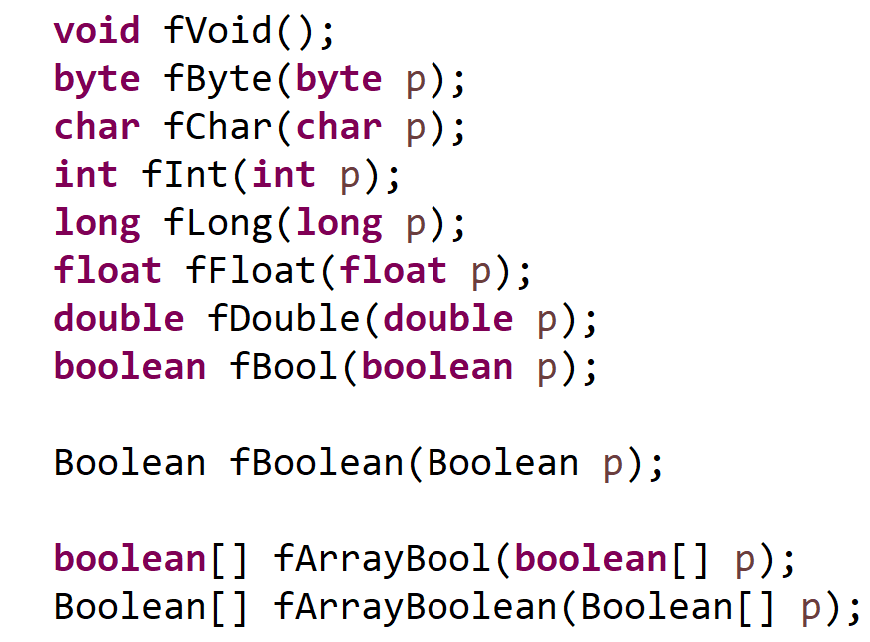 void fVoid();
byte fByte(byte p);
char fChar(char p);
int fInt(int p);
long fLong(long p);
float fFloat(float p);
double fDouble(double p);
boolean fBool(boolean p);
Boolean fBoolean(Boolean p);
boolean[] fArrayBool(boolean[] p);
Boolean[] fArrayBoolean(Boolean[] p);